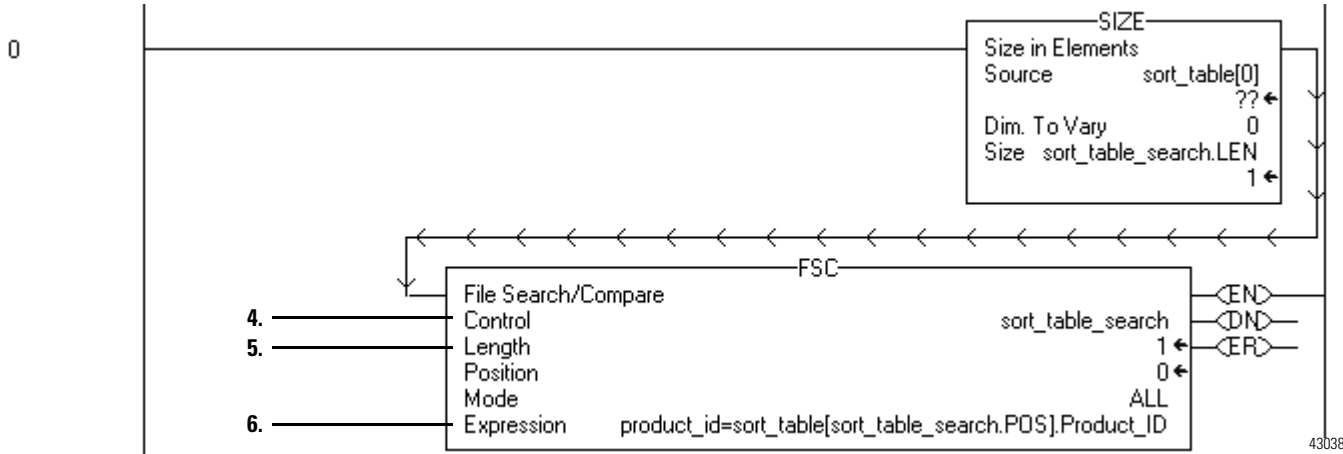 0
SIZE
Size in Elements
Source sort_table[0]
??
Dim. To Vary 0
Size sort_table_search.LEN
1
FSC
File Search/Compare EN
4. Control sort_table_search DN
5. Length 1 ER
Position 0
Mode ALL
6. Expression product_id=sort_table[sort_table_search.POS].Product_ID
43038